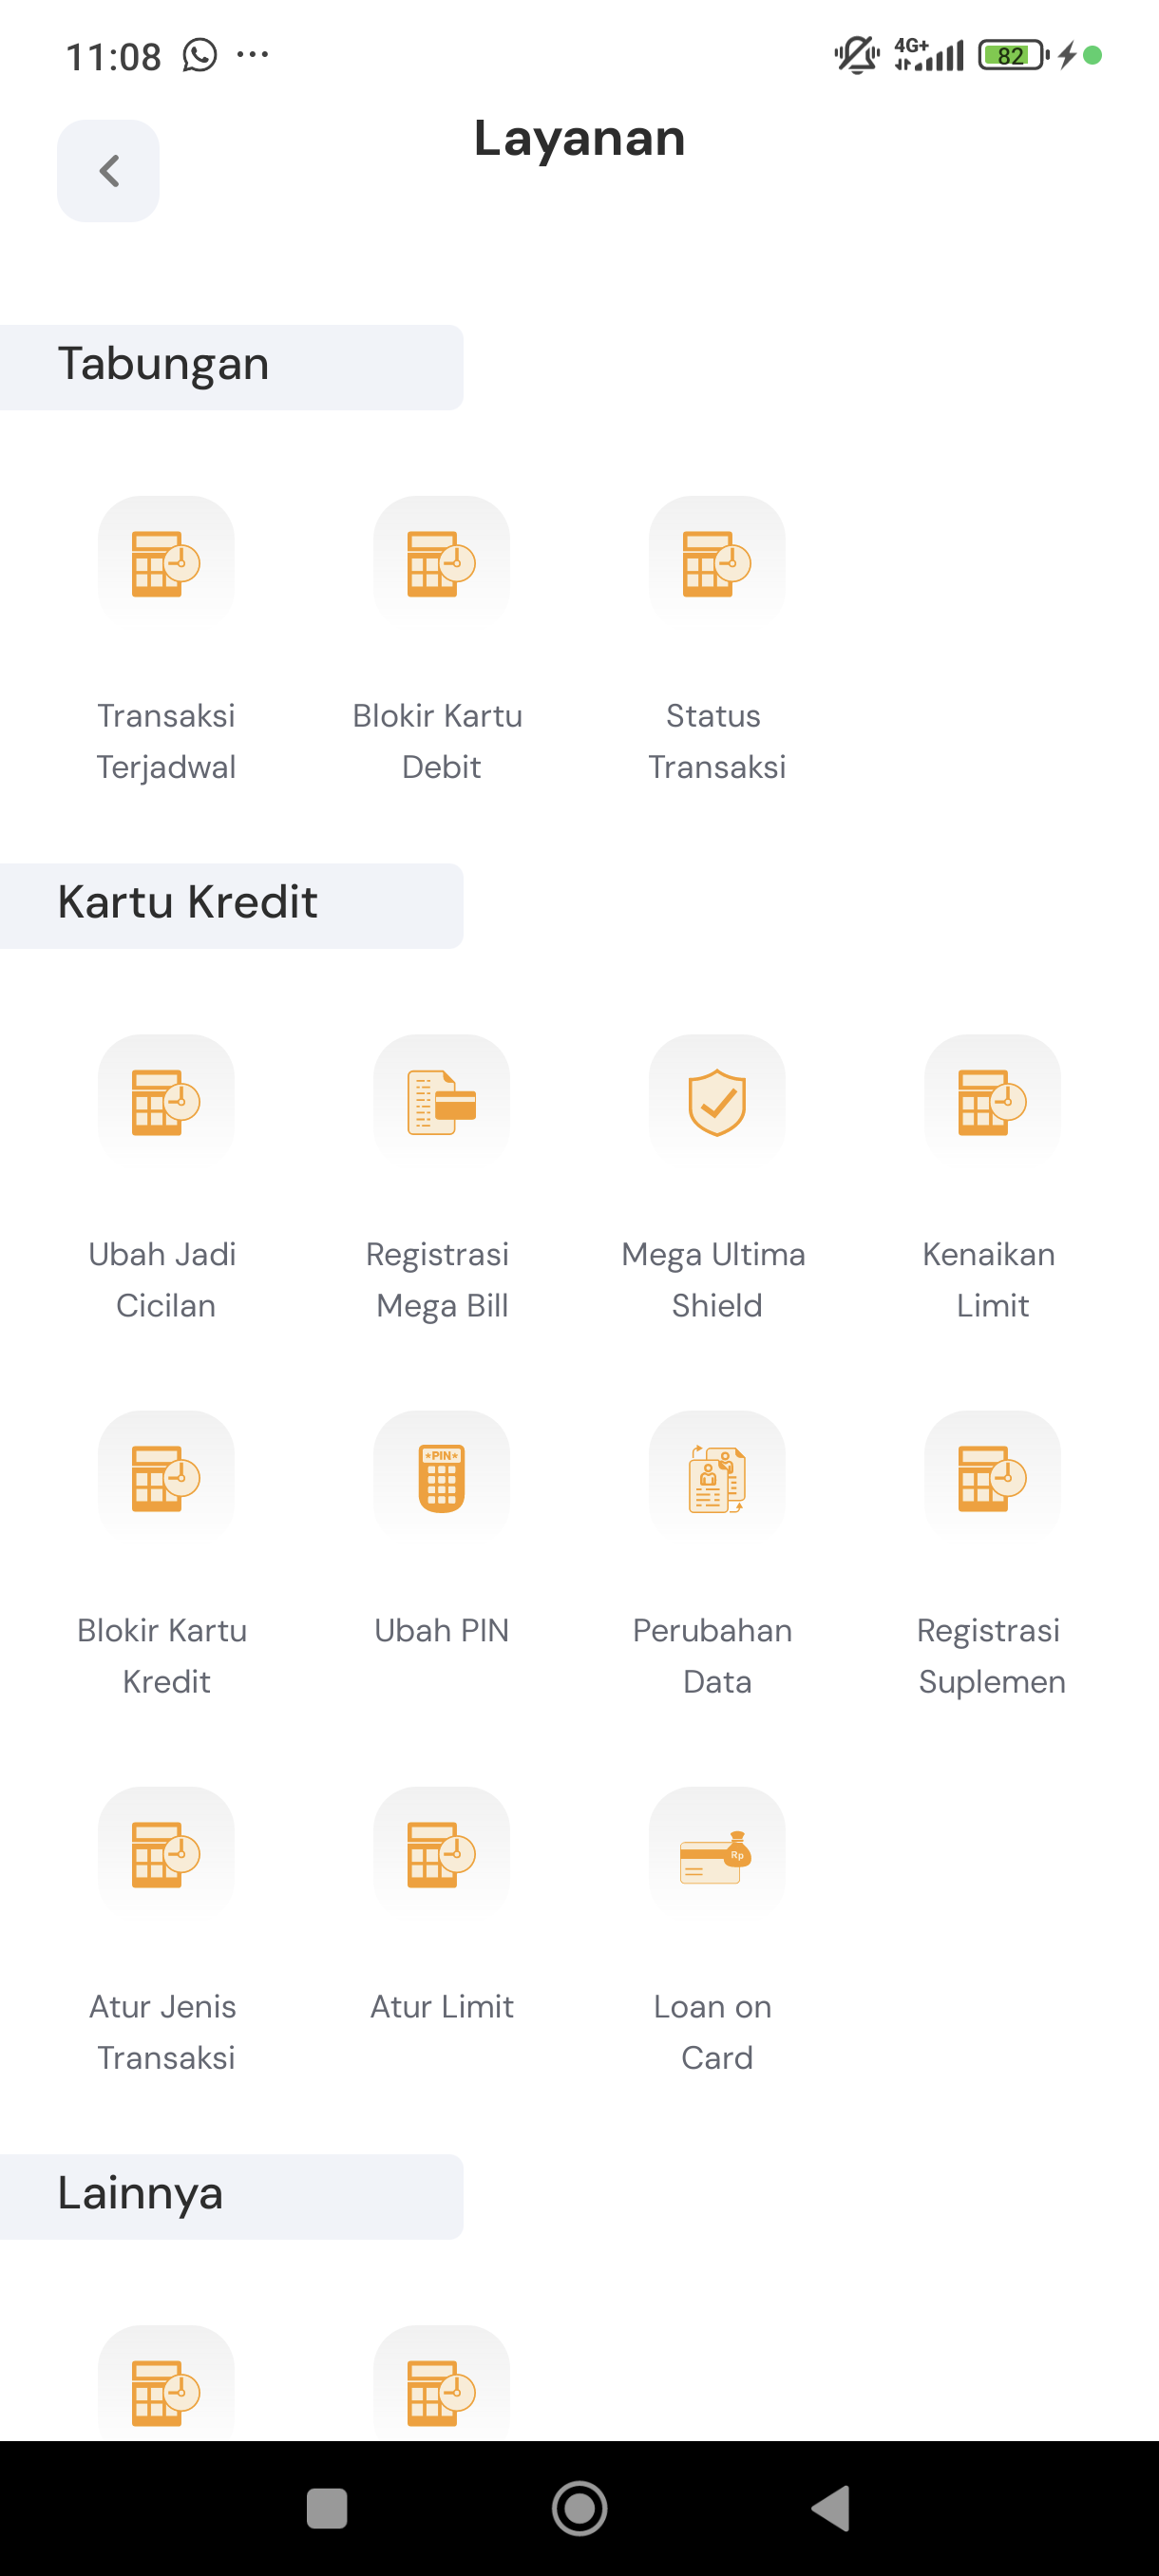 11:08
4G+
82
Layanan
Tabungan
Transaksi Terjadwal
Blokir Kartu Debit
Status Transaksi
Kartu Kredit
Ubah Jadi Cicilan
Registrasi Mega Bill
Mega Ultima Shield
Kenaikan Limit
*PIN*
Blokir Kartu Kredit
Ubah PIN
Perubahan Data
Registrasi Suplemen
Rp
Atur Jenis Transaksi
Atur Limit
Loan on Card
Lainnya